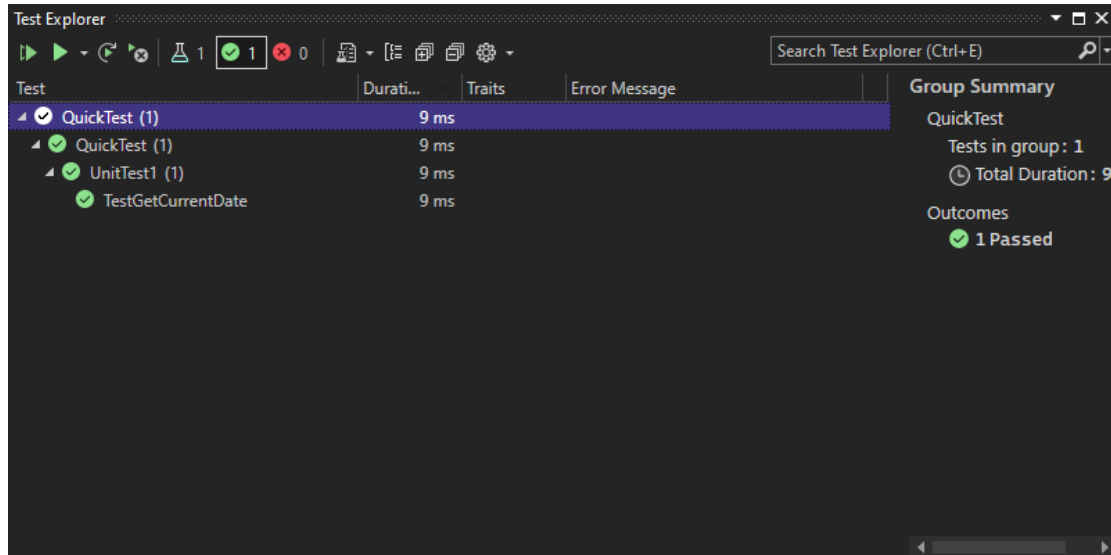 Test Explorer
1 1 0 Search Test Explorer (Ctrl+E)
Test Durati... Traits Error Message
QuickTest (1) 9 ms
QuickTest (1) 9 ms
UnitTest1 (1) 9 ms
TestGetCurrentDate 9 ms
Group Summary
QuickTest
Tests in group: 1
Total Duration: 9
Outcomes
1 Passed